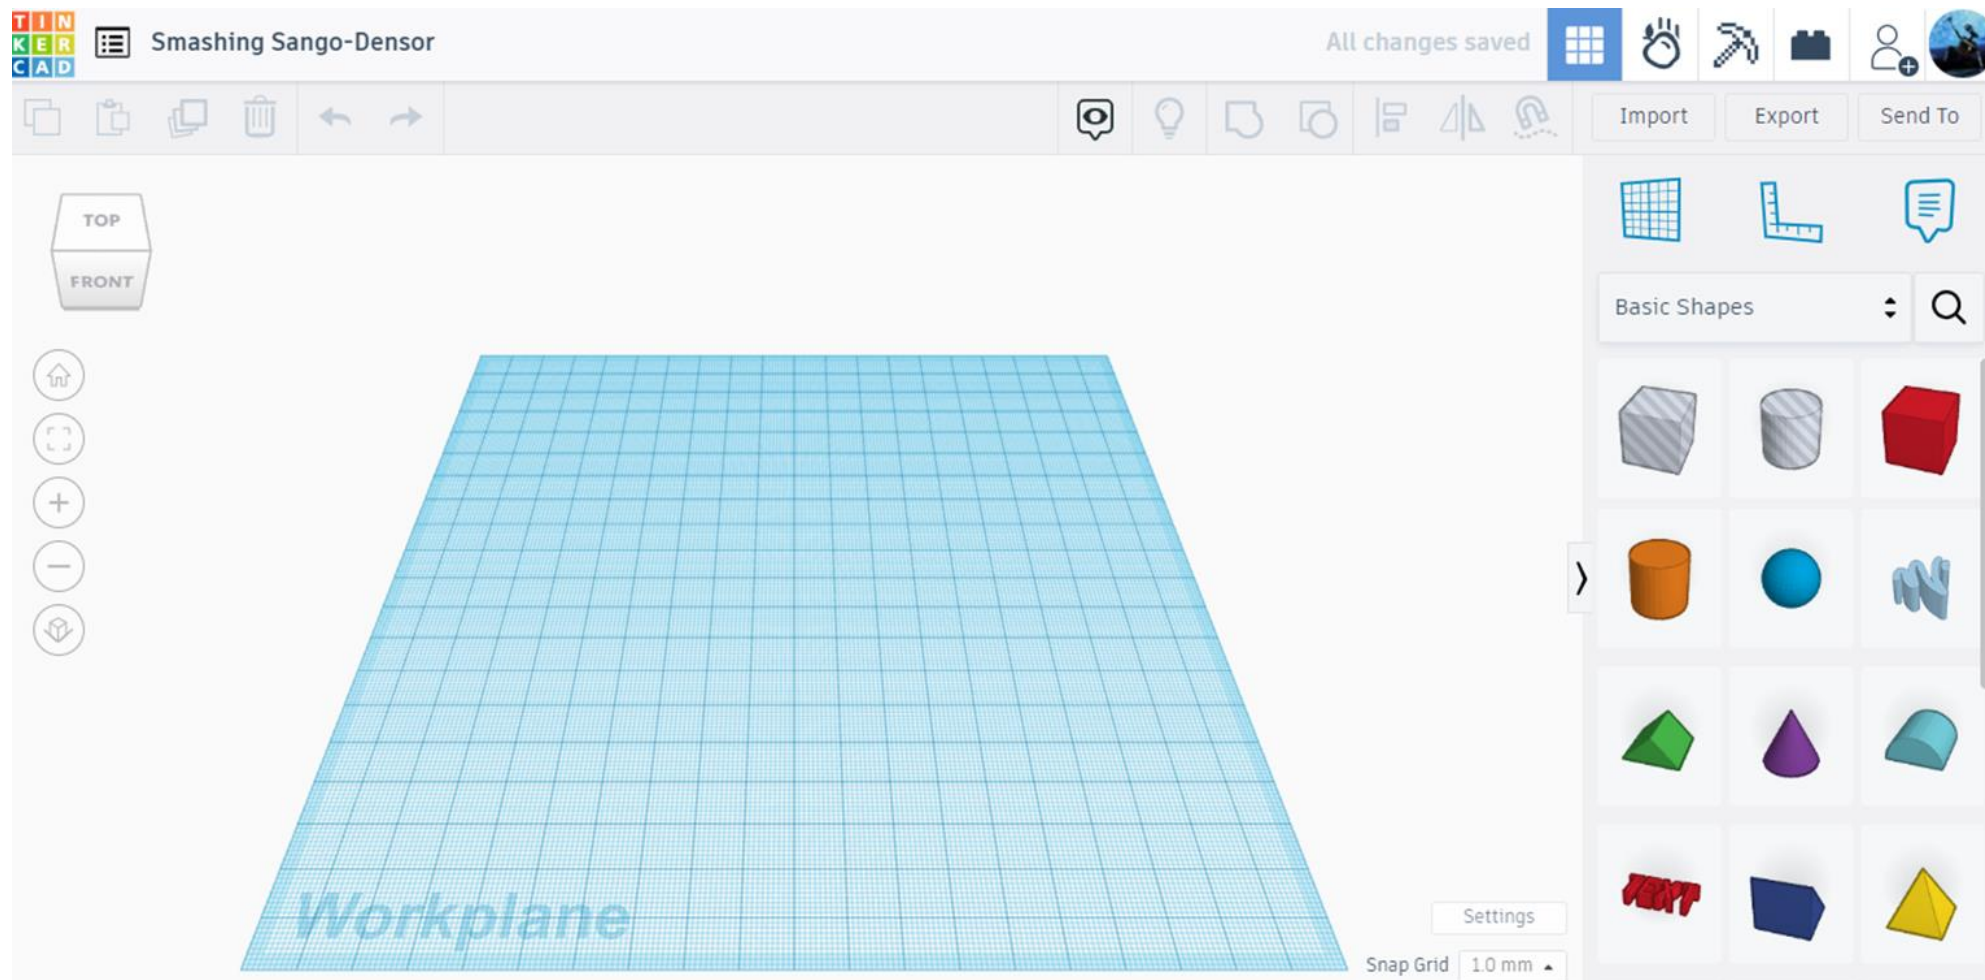 TIN
KER
CAD
Smashing Sango-Densor
All changes saved
Import
Export
Send To
TOP
FRONT
Basic Shapes
TEXT
Workplane
Settings
Snap Grid 1.0 mm